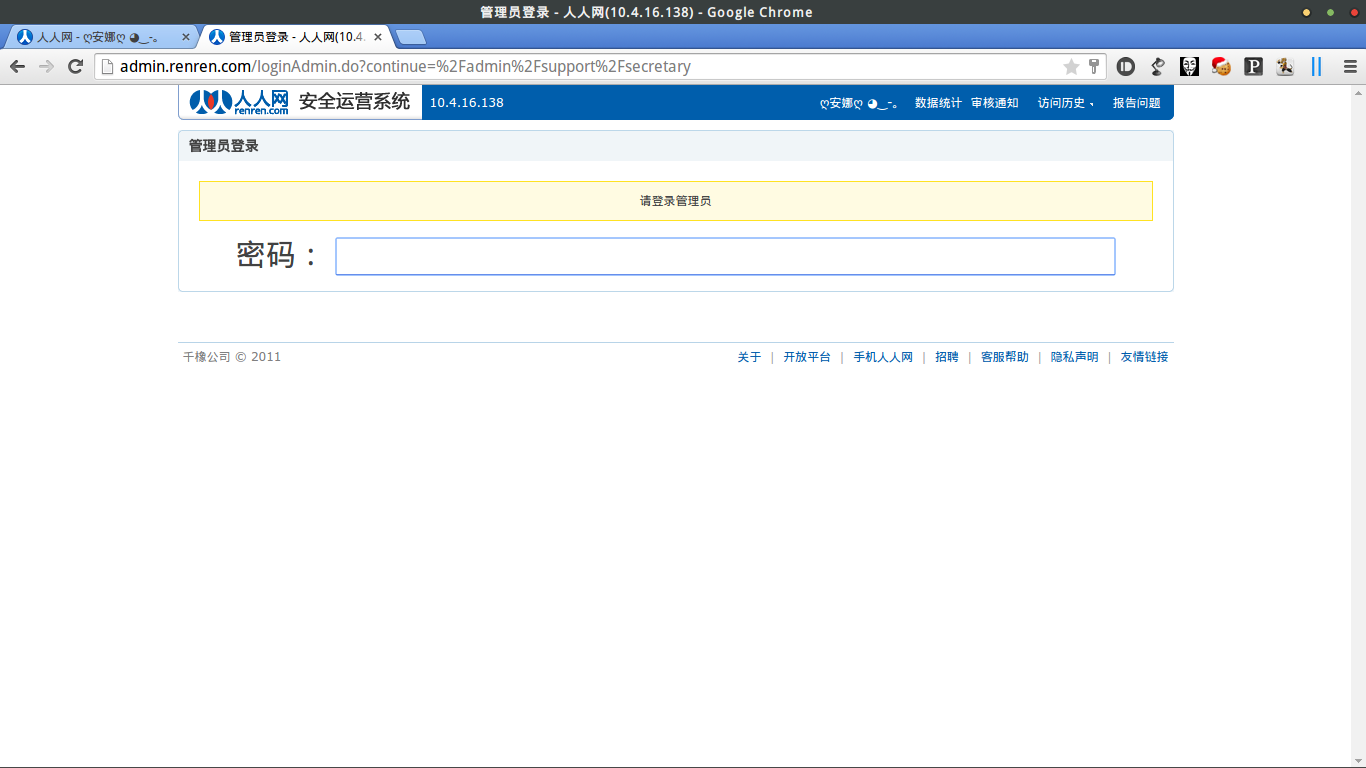 管理员登录 - 人人网(10.4.16.138) - Google Chrome
人人网 - ღ安娜ღ ◕‿-。
管理员登录 - 人人网(10.4.
admin.renren.com/loginAdmin.do?continue=%2Fadmin%2Fsupport%2Fsecretary
人人网 renren.com 安全运营系统 10.4.16.138 ღ安娜ღ ◕‿-。 数据统计 审核通知 访问历史 报告问题
管理员登录
请登录管理员
密码：
千橡公司 © 2011 关于 | 开放平台 | 手机人人网 | 招聘 | 客服帮助 | 隐私声明 | 友情链接